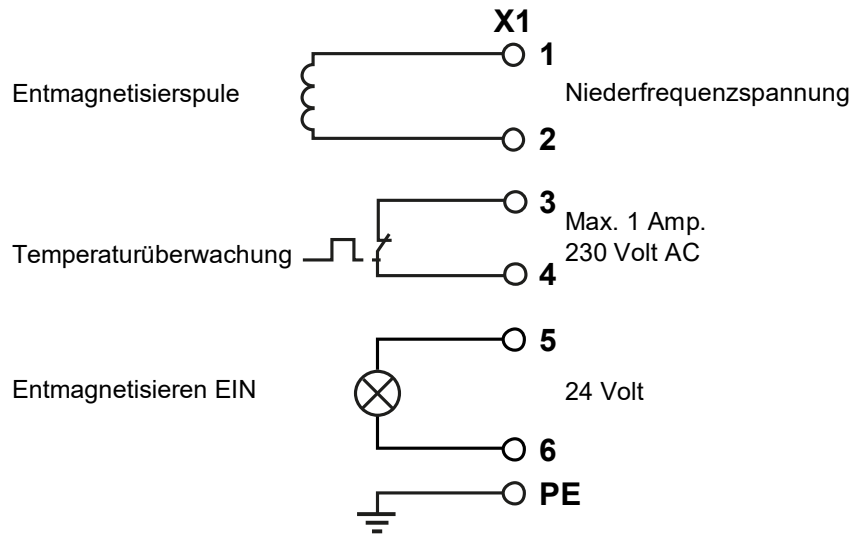 X1
1
Entmagnetisierspule
Niederfrequenzspannung
2
3
Max. 1 Amp.
Temperaturüberwachung
230 Volt AC
4
5
Entmagnetisieren EIN
24 Volt
6
PE